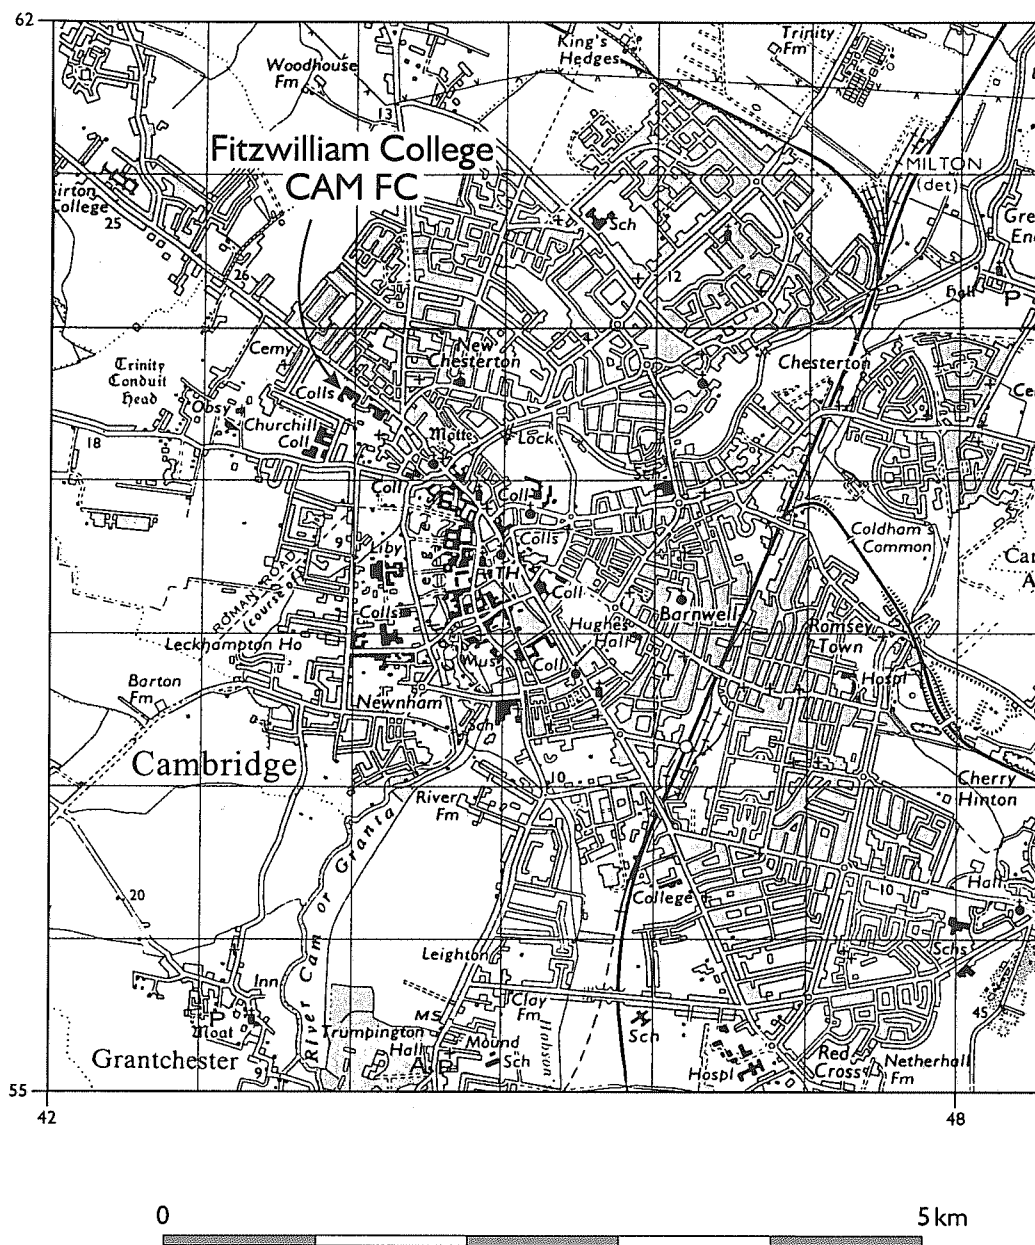 62
King's
Hedges
Trinity
Fm
Woodhouse
Fm
13
Fitzwilliam College
CAM FC
MILTON
(det)
College
25
Sch
26
12
Gre
En
Hall
P
4
New
Chesterton
Chesterton
Cemy
Trinity
Conduit
Head
Colls
Obsy
Churchill
Coll
Motte
Lock
18
Coll
Coll
Colls
9
Liby
TH
Coldham's
Common
Cam
A
ROMAN ROAD
(course of)
Coll
Barnwell
Colls
Hughes
Hall
Romsey
Town
Leckhampton Ho
Mus
Coll
Hospl
Barton
Fm
Newnham
Sch
Cambridge
10
Cherry
Hinton
River
Fm
River Cam or Granta
20
College
10
Hall
Schs
Leighton
Inn
Clay
Fm
P
Moat
MS
Trumpington
Hall
Mound
Sch
Hobson
Sch
45
Grantchester
9
Hospl
Red
Cross
Netherhall
Fm
55
42
48
0
5 km